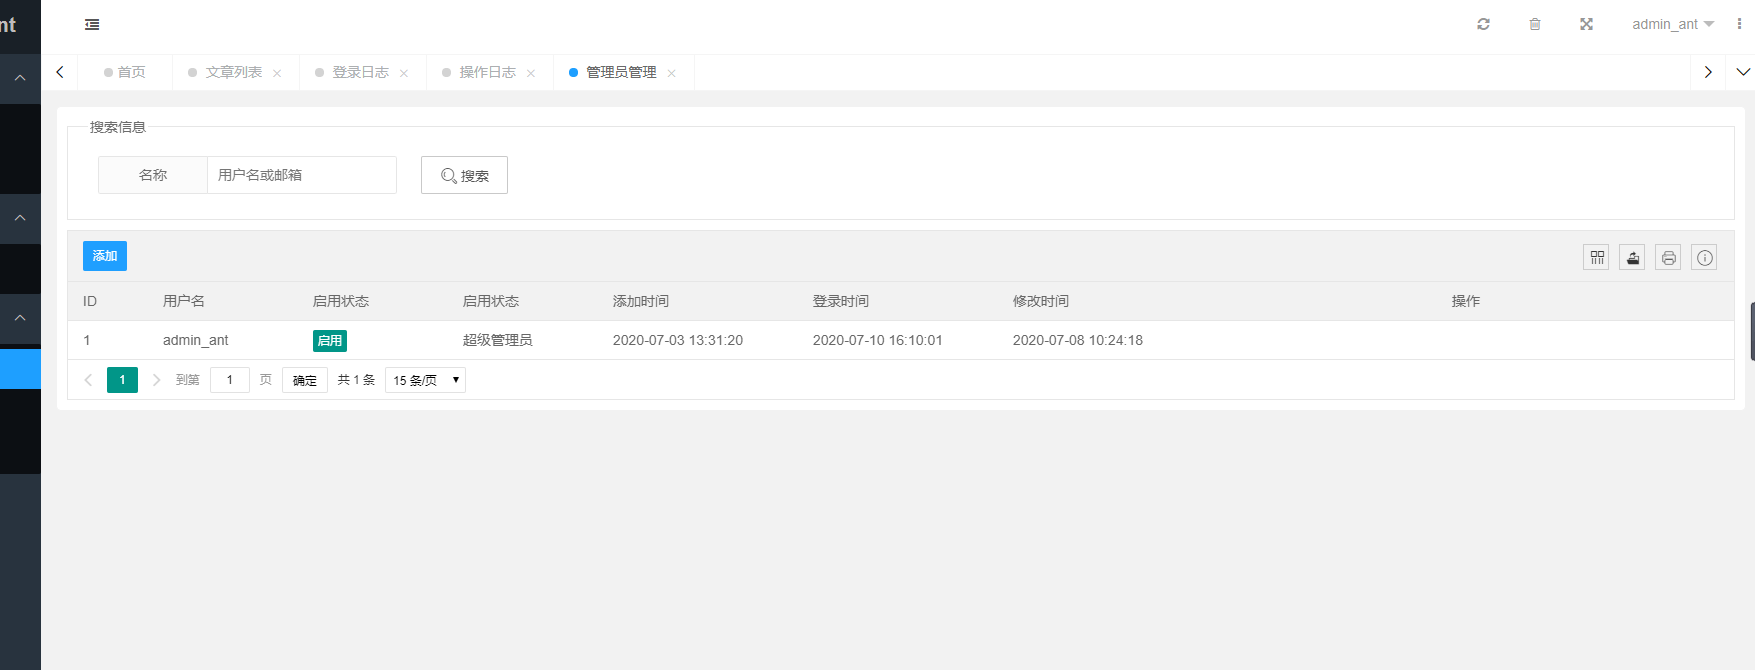 nt
admin_ant
首页 文章列表 登录日志 操作日志 管理员管理
搜索信息
名称 用户名或邮箱 搜索
添加
ID 用户名 启用状态 启用状态 添加时间 登录时间 修改时间 操作
1 admin_ant 启用 超级管理员 2020-07-03 13:31:20 2020-07-10 16:10:01 2020-07-08 10:24:18
1 到第 1 页 确定 共 1 条 15 条/页